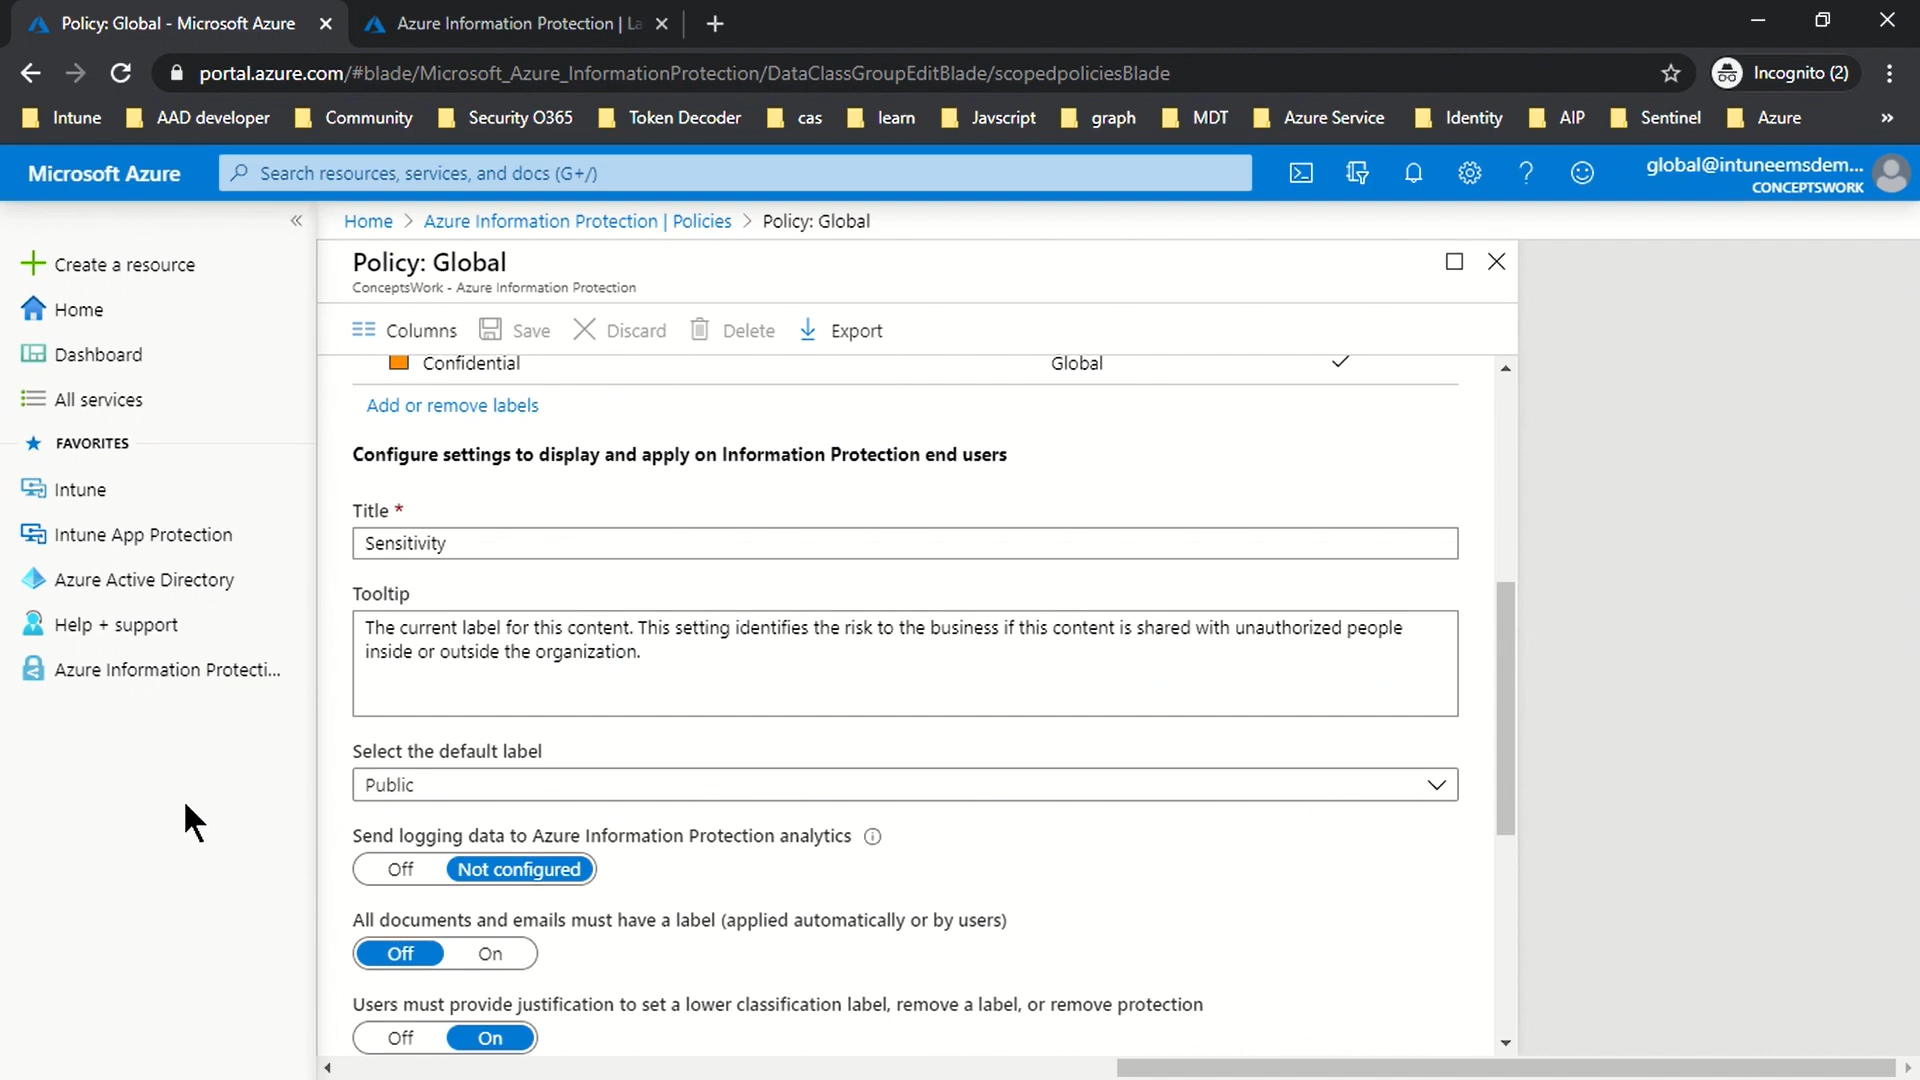 Policy: Global - Microsoft Azure
Azure Information Protection | La
portal.azure.com/#blade/Microsoft_Azure_InformationProtection/DataClassGroupEditBlade/scopedpoliciesBlade
Incognito (2)
Intune
AAD developer
Community
Security O365
Token Decoder
cas
learn
Javscript
graph
MDT
Azure Service
Identity
AIP
Sentinel
Azure
»
Microsoft Azure
Search resources, services, and docs (G+/)
global@intuneemsdem...
CONCEPTSWORK
Home > Azure Information Protection | Policies > Policy: Global
Create a resource
Home
Dashboard
All services
FAVORITES
Intune
Intune App Protection
Azure Active Directory
Help + support
Azure Information Protecti...
Policy: Global
ConceptsWork - Azure Information Protection
Columns
Save
Discard
Delete
Export
Confidential
Global
Add or remove labels
Configure settings to display and apply on Information Protection end users
Title *
Sensitivity
Tooltip
The current label for this content. This setting identifies the risk to the business if this content is shared with unauthorized people
inside or outside the organization.
Select the default label
Public
Send logging data to Azure Information Protection analytics
Off
Not configured
All documents and emails must have a label (applied automatically or by users)
Off
On
Users must provide justification to set a lower classification label, remove a label, or remove protection
Off
On